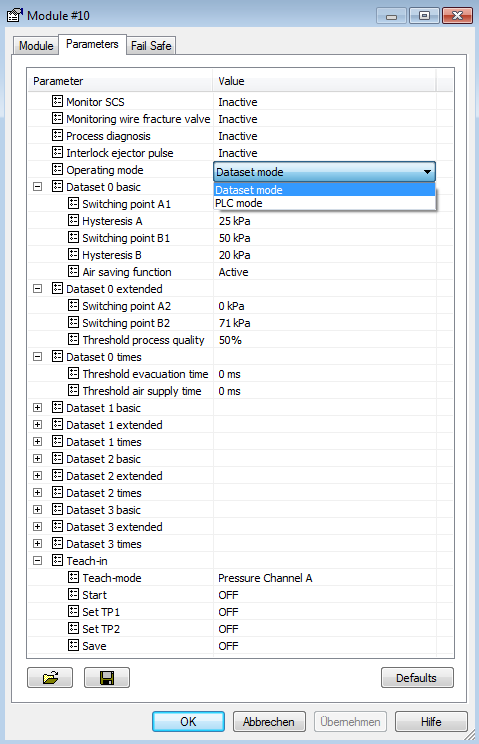 Module #10
Module Parameters Fail Safe
Parameter Value
Monitor SCS Inactive
Monitoring wire fracture valve Inactive
Process diagnosis Inactive
Interlock ejector pulse Inactive
Operating mode Dataset mode
Dataset 0 basic Dataset mode
Switching point A1 PLC mode
Hysteresis A 25 kPa
Switching point B1 50 kPa
Hysteresis B 20 kPa
Air saving function Active
Dataset 0 extended
Switching point A2 0 kPa
Switching point B2 71 kPa
Threshold process quality 50%
Dataset 0 times
Threshold evacuation time 0 ms
Threshold air supply time 0 ms
Dataset 1 basic
Dataset 1 extended
Dataset 1 times
Dataset 2 basic
Dataset 2 extended
Dataset 2 times
Dataset 3 basic
Dataset 3 extended
Dataset 3 times
Teach-in
Teach-mode Pressure Channel A
Start OFF
Set TP1 OFF
Set TP2 OFF
Save OFF
Defaults
OK Abbrechen Übernehmen Hilfe